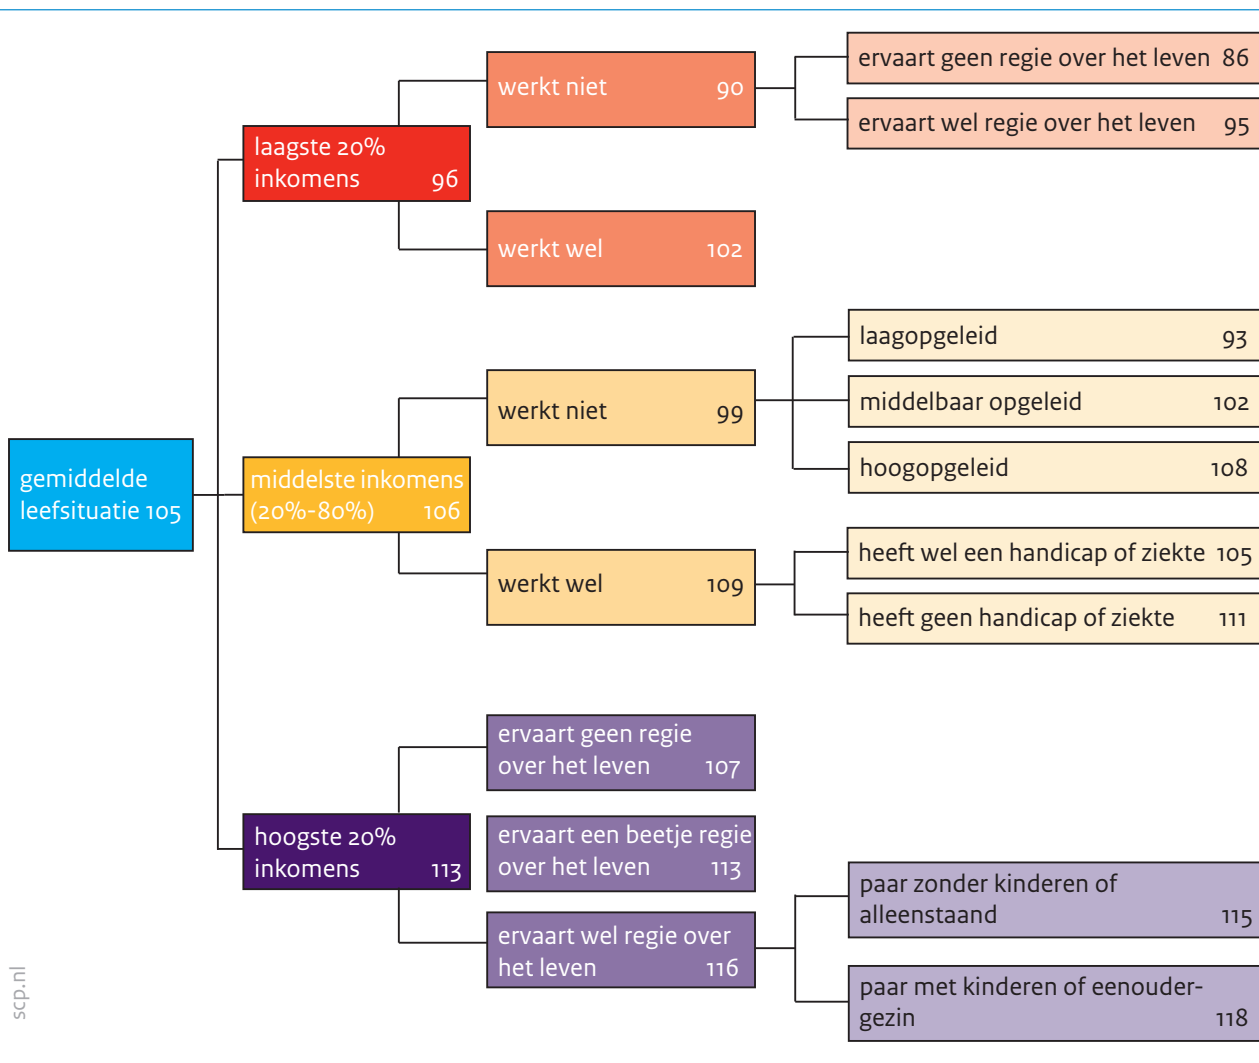 ervaart geen regie over het leven 86
werkt niet 90
ervaart wel regie over het leven 95
laagste 20%
inkomens 96
werkt wel 102
laagopgeleid 93
werkt niet 99
middelbaar opgeleid 102
hoogopgeleid 108
gemiddelde
leefsituatie 105
middelste inkomens
(20%-80%) 106
heeft wel een handicap of ziekte 105
werkt wel 109
heeft geen handicap of ziekte 111
ervaart geen regie
over het leven 107
hoogste 20%
inkomens 113
ervaart een beetje regie
over het leven 113
paar zonder kinderen of
alleenstaand 115
ervaart wel regie over
het leven 116
paar met kinderen of eenouder-
gezin 118
scp.nl